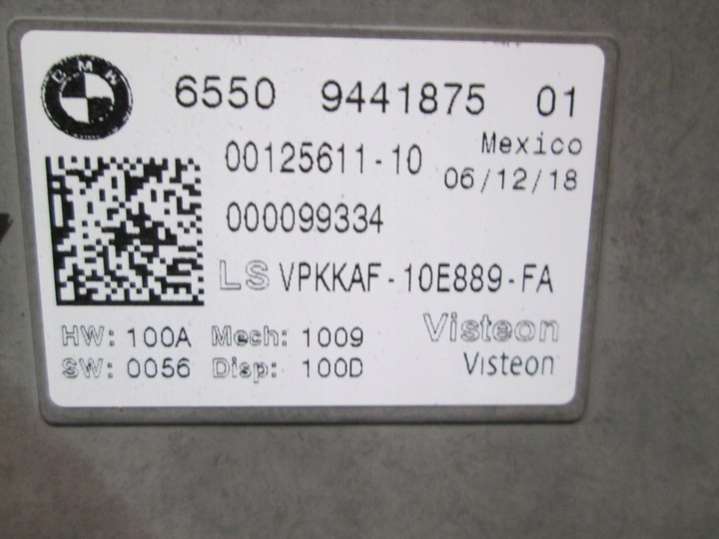 BMW
6550 9441875 01
00125611-10
Mexico
06/12/18
000099334
LS VPKKAF-10E889-FA
HW: 100A Mech: 1009
Visteon
SW: 0056 Disp: 100D
Visteon